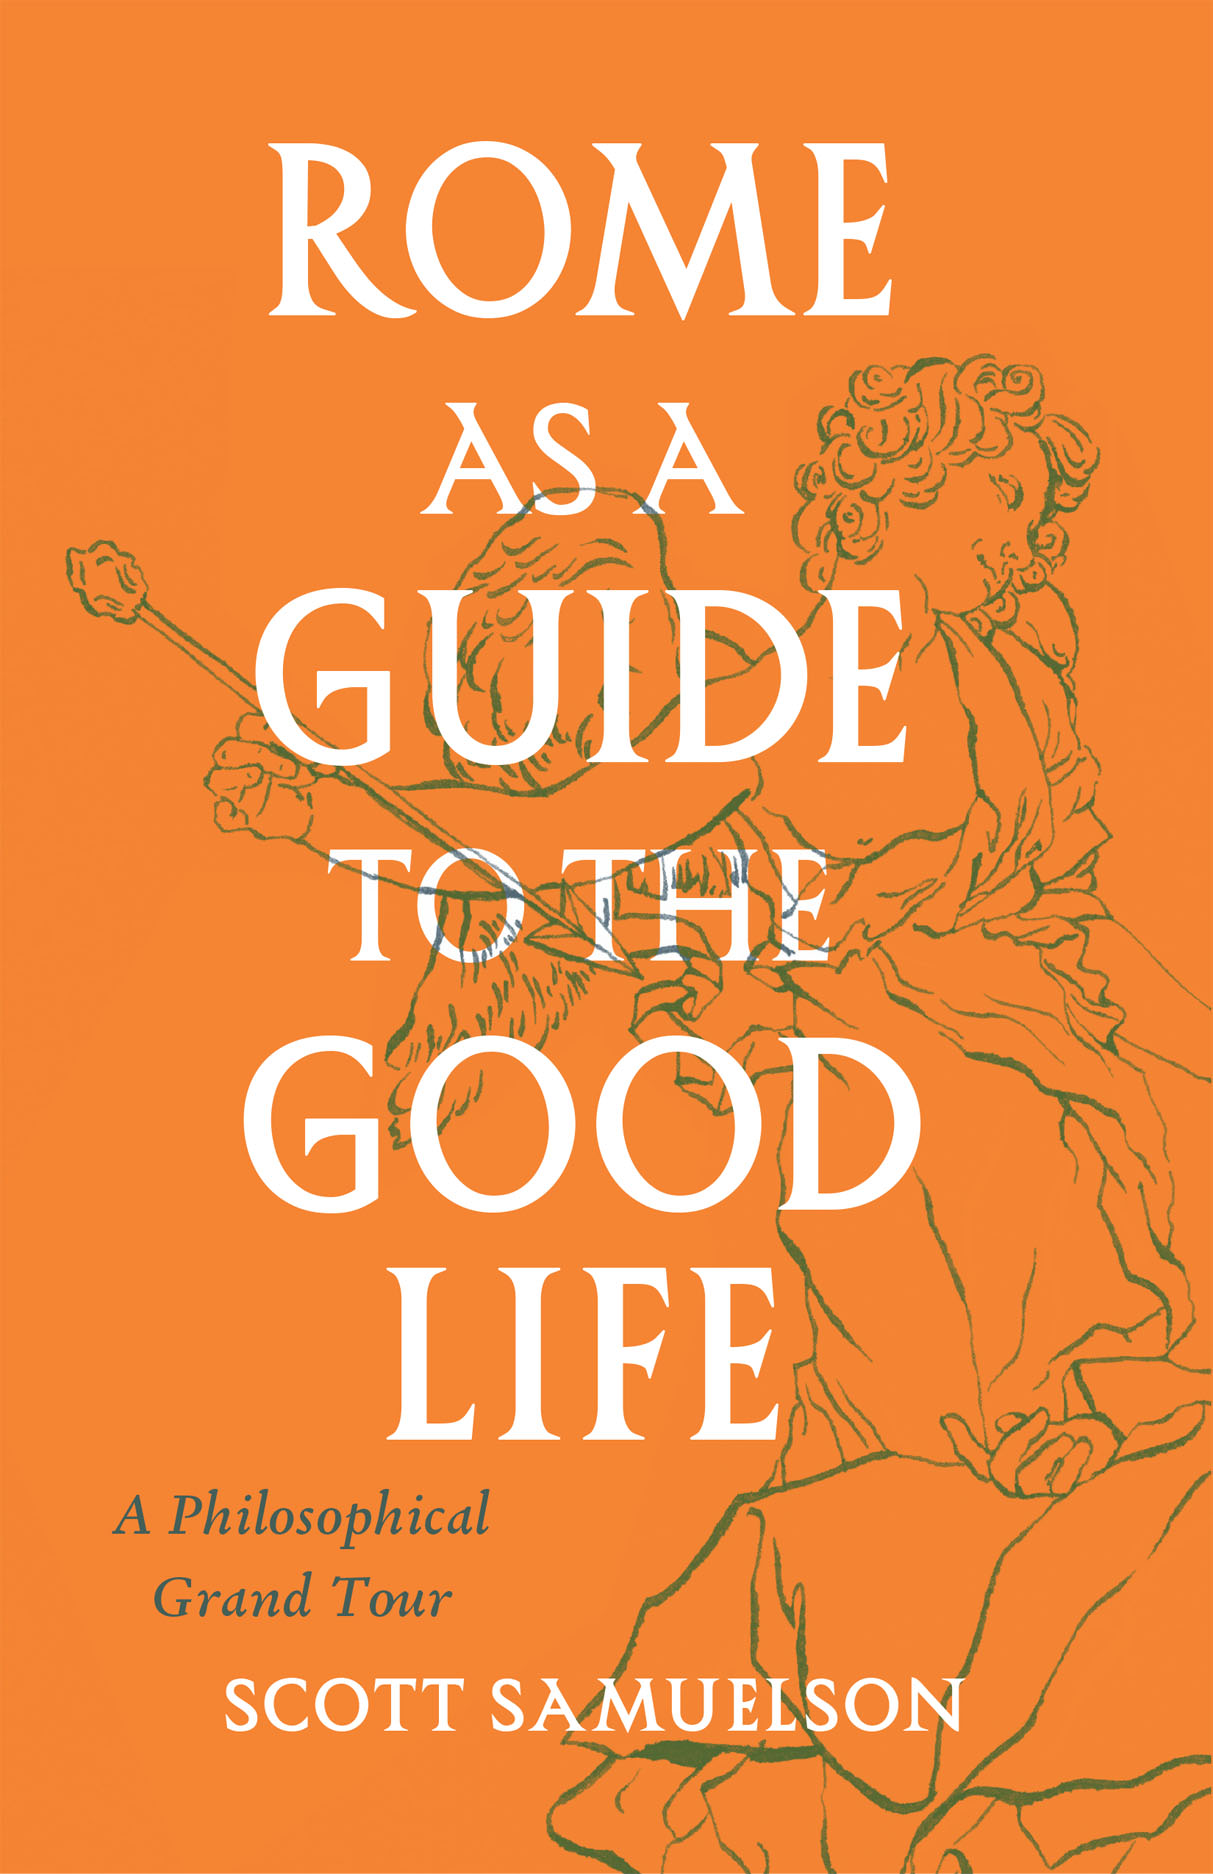 ROME
AS A
GUIDE
TO THE
GOOD
LIFE
A Philosophical
Grand Tour
SCOTT SAMUELSON